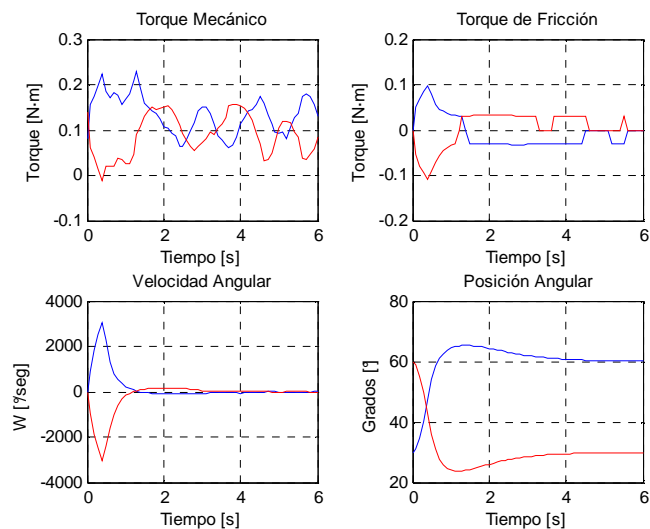 Torque Mecánico
Torque [N·m]
0.3
0.2
0.1
0
-0.1
0 2 4 6
Tiempo [s]
Torque de Fricción
Torque [N·m]
0.2
0.1
0
-0.1
-0.2
0 2 4 6
Tiempo [s]
Velocidad Angular
W [º/seg]
4000
2000
0
-2000
-4000
0 2 4 6
Tiempo [s]
Posición Angular
Grados [º]
80
60
40
20
0 2 4 6
Tiempo [s]